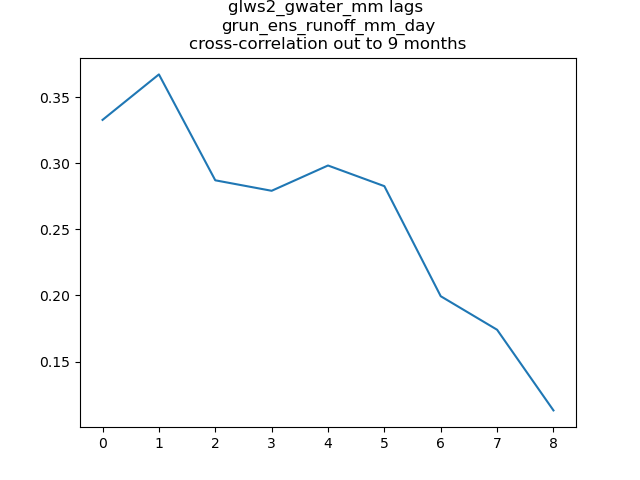 glws2_gwater_mm lags
grun_ens_runoff_mm_day
cross-correlation out to 9 months
0.35
0.30
0.25
0.20
0.15
0 1 2 3 4 5 6 7 8